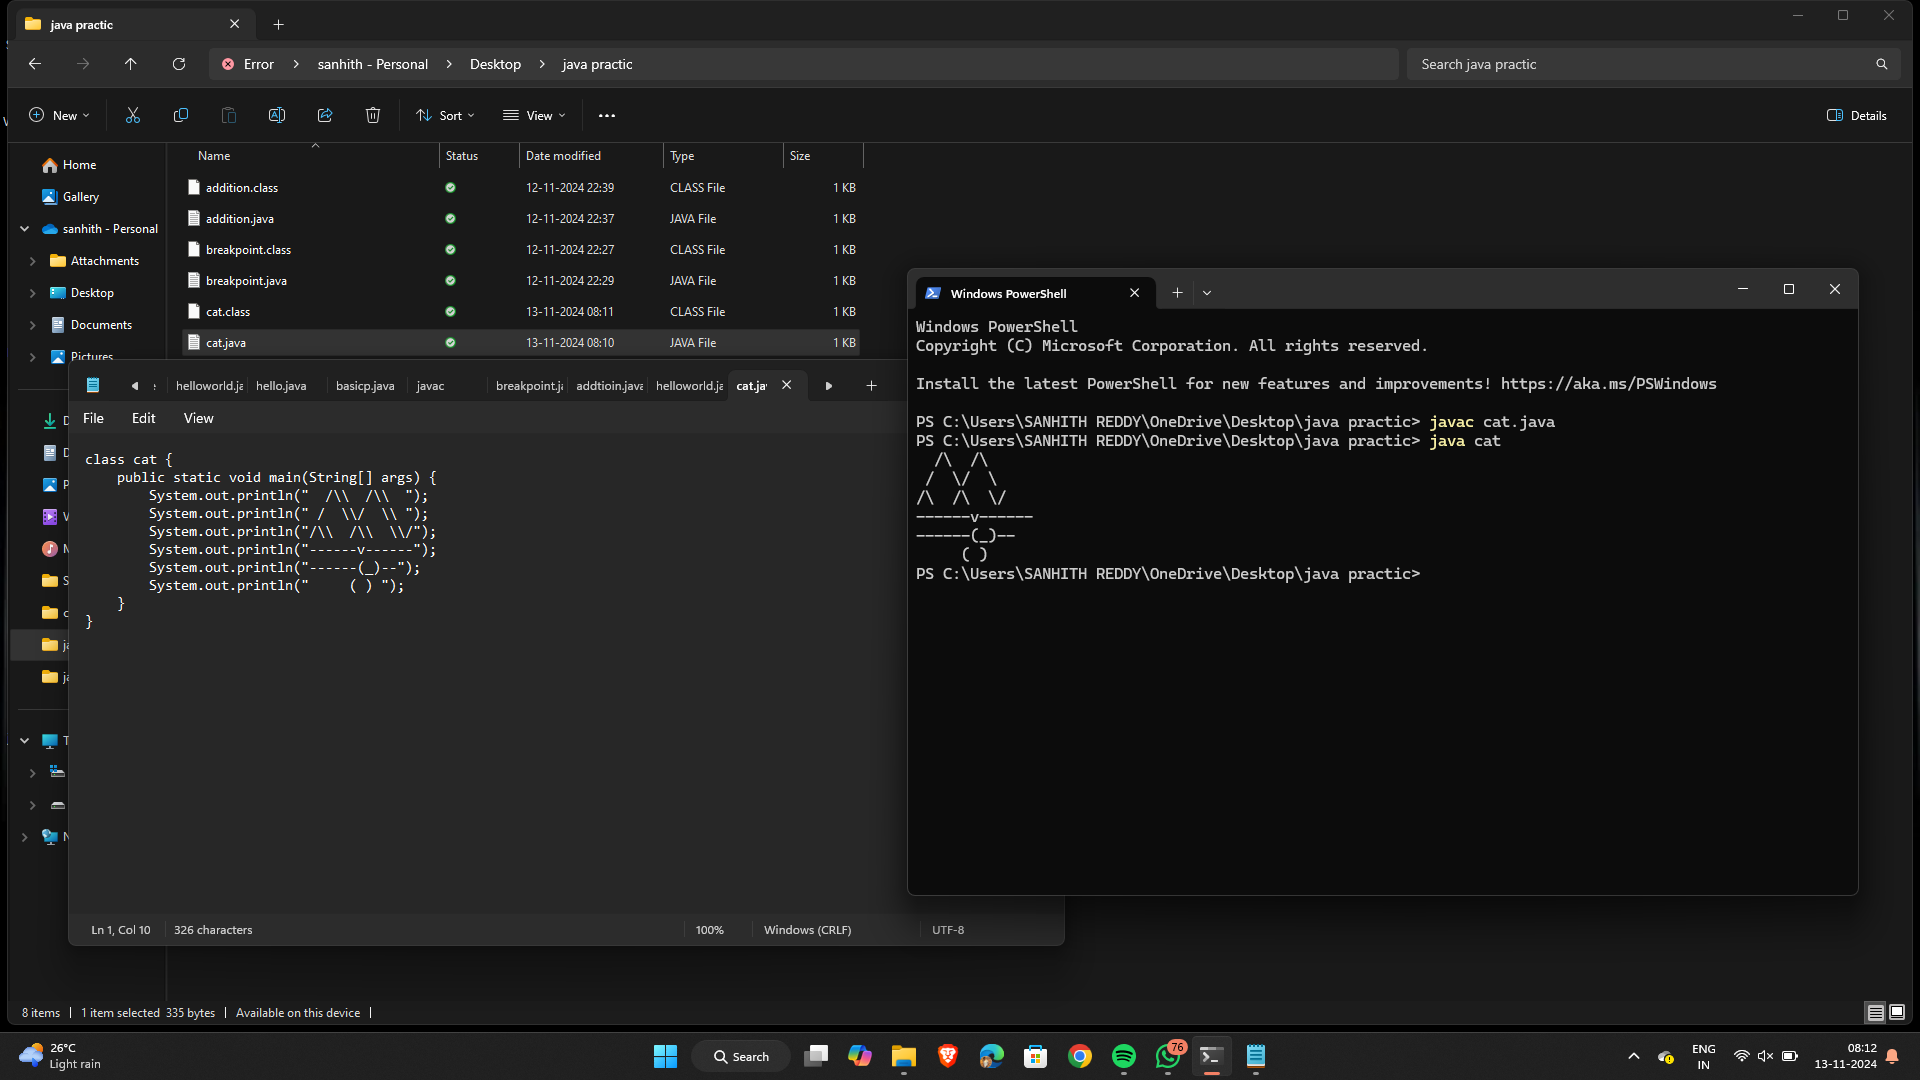 java practic
Error > sanhith - Personal > Desktop > java practic
Search java practic
New
Sort
View
Details
Name Status Date modified Type Size
addition.class 12-11-2024 22:39 CLASS File 1 KB
addition.java 12-11-2024 22:37 JAVA File 1 KB
breakpoint.class 12-11-2024 22:27 CLASS File 1 KB
breakpoint.java 12-11-2024 22:29 JAVA File 1 KB
cat.class 13-11-2024 08:11 CLASS File 1 KB
cat.java 13-11-2024 08:10 JAVA File 1 KB
Home
Gallery
sanhith - Personal
Attachments
Desktop
Documents
Pictures
helloworld.ja hello.java basicp.java javac breakpoint.ja addtioin.java helloworld.ja cat.jav
File Edit View
class cat {
    public static void main(String[] args) {
        System.out.println("  /\\  /\\  ");
        System.out.println(" /  \\/  \\ ");
        System.out.println("/\\  /\\  \\/");
        System.out.println("------v------");
        System.out.println("------(_)--");
        System.out.println("     ( ) ");
    }
}
Ln 1, Col 10
326 characters
100%
Windows (CRLF)
UTF-8
Windows PowerShell
Windows PowerShell
Copyright (C) Microsoft Corporation. All rights reserved.
Install the latest PowerShell for new features and improvements! https://aka.ms/PSWindows
PS C:\Users\SANHITH REDDY\OneDrive\Desktop\java practic> javac cat.java
PS C:\Users\SANHITH REDDY\OneDrive\Desktop\java practic> java cat
  /\  /\
 /  \/  \
/\  /\  \/
------v------
------(_)--
     ( )
PS C:\Users\SANHITH REDDY\OneDrive\Desktop\java practic>
8 items | 1 item selected 335 bytes | Available on this device |
26°C
Light rain
Search
76
ENG
IN
08:12
13-11-2024